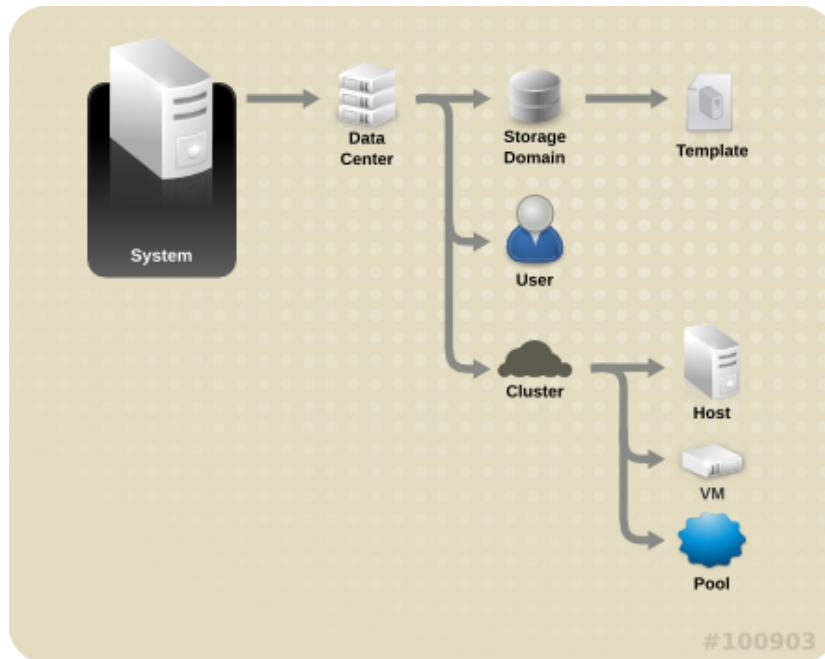 System
Data
Center
Storage
Domain
Template
User
Cluster
Host
VM
Pool
#100903